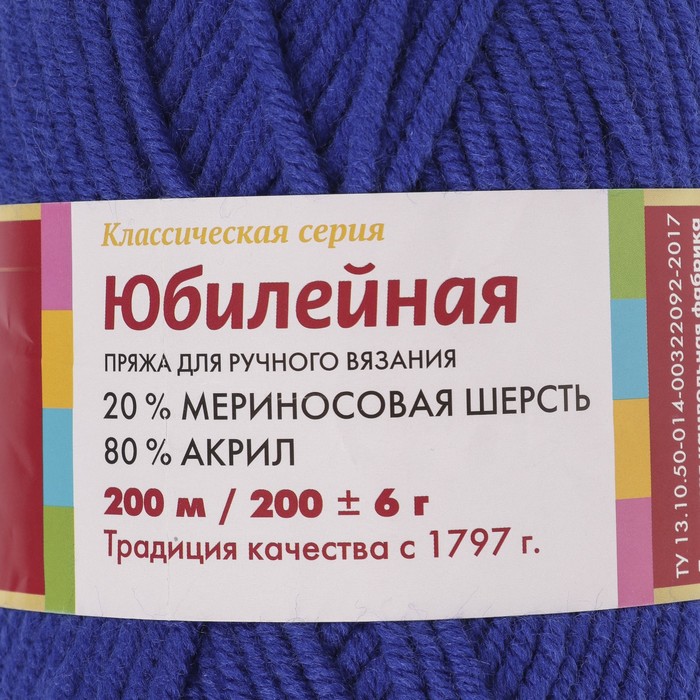 Классическая серия
Юбилейная
ПРЯЖА ДЛЯ РУЧНОГО ВЯЗАНИЯ
20 % МЕРИНОСОВАЯ ШЕРСТЬ
80 % АКРИЛ
200 м / 200 ± 6 г
Традиция качества с 1797 г.
ТУ 13.10.50-014-00322092-2017
фабрика